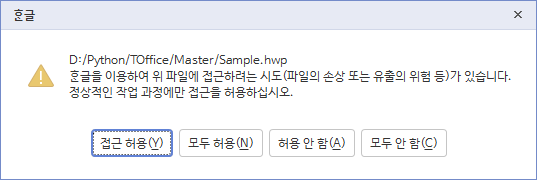 훈글
D:/Python/TOffice/Master/Sample.hwp
훈글을 이용하여 위 파일에 접근하려는 시도(파일의 손상 또는 유출의 위험 등)가 있습니다.
정상적인 작업 과정에만 접근을 허용하십시오.
접근 허용(Y) 모두 허용(N) 허용 안 함(A) 모두 안 함(C)